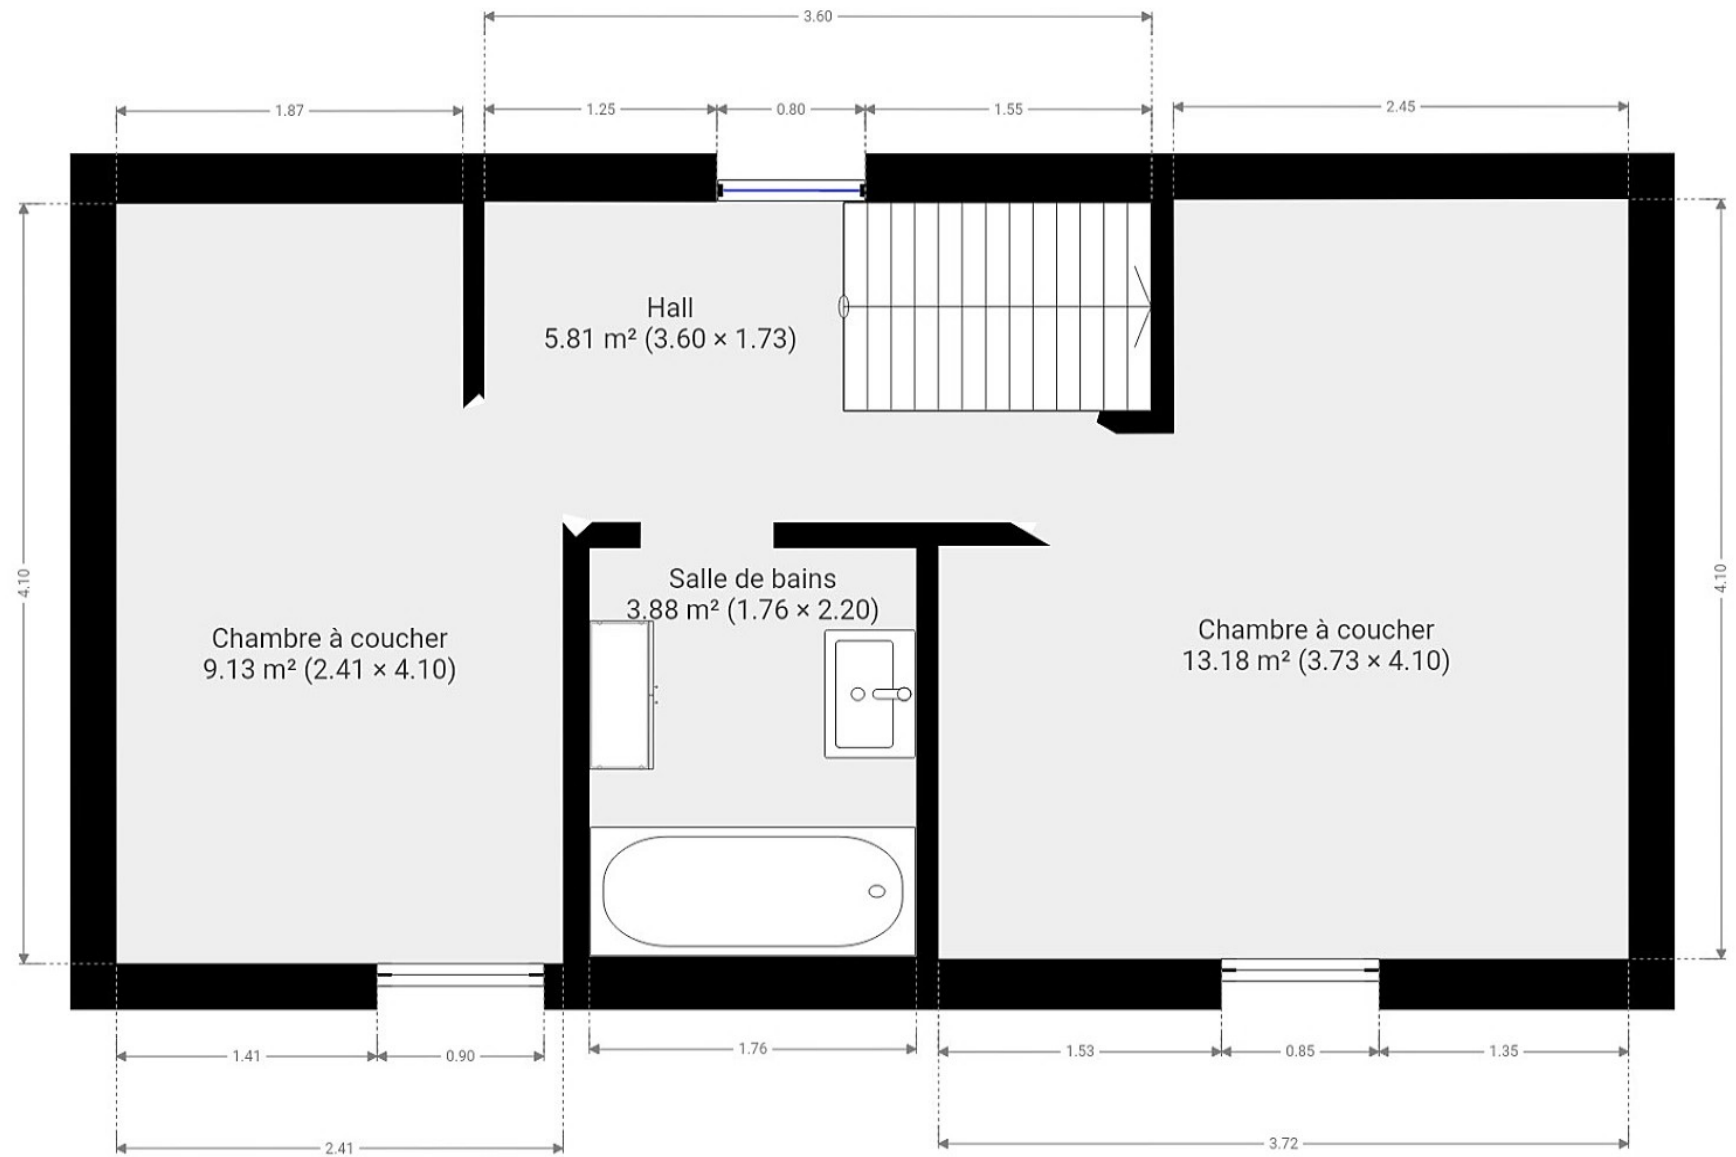 3.60
1.87
1.25
0.80
1.55
2.45
Hall
5.81 m² (3.60 × 1.73)
4.10
4.10
Salle de bains
3.88 m² (1.76 × 2.20)
Chambre à coucher
9.13 m² (2.41 × 4.10)
Chambre à coucher
13.18 m² (3.73 × 4.10)
1.41
0.90
1.76
1.53
0.85
1.35
2.41
3.72